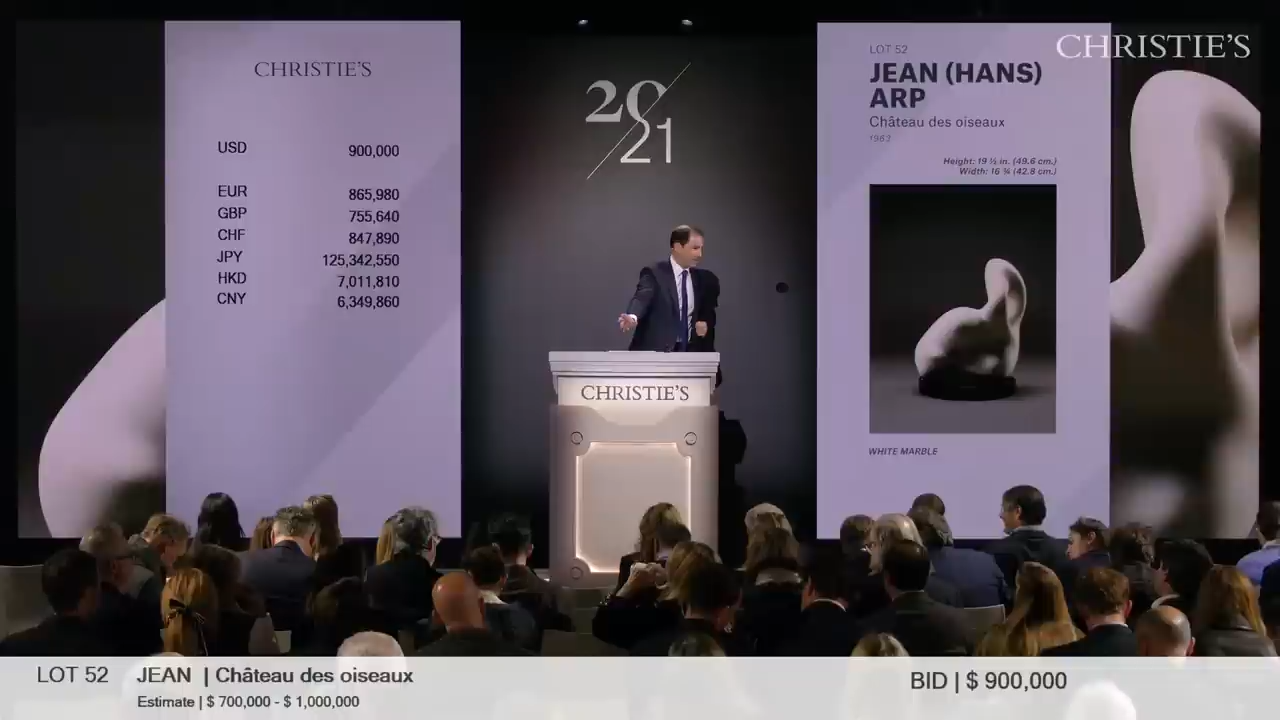 CHRISTIE'S
USD 900,000
EUR 865,980
GBP 755,640
CHF 847,890
JPY 125,342,550
HKD 7,011,810
CNY 6,349,860
20
21
CHRISTIE'S
LOT 52
CHRISTIE'S
JEAN (HANS)
ARP
Château des oiseaux
1962
Height: 19 ½ in. (49.6 cm.)
Width: 16 ¾ (42.8 cm.)
WHITE MARBLE
LOT 52 JEAN | Château des oiseaux
Estimate | $ 700,000 - $ 1,000,000
BID | $ 900,000